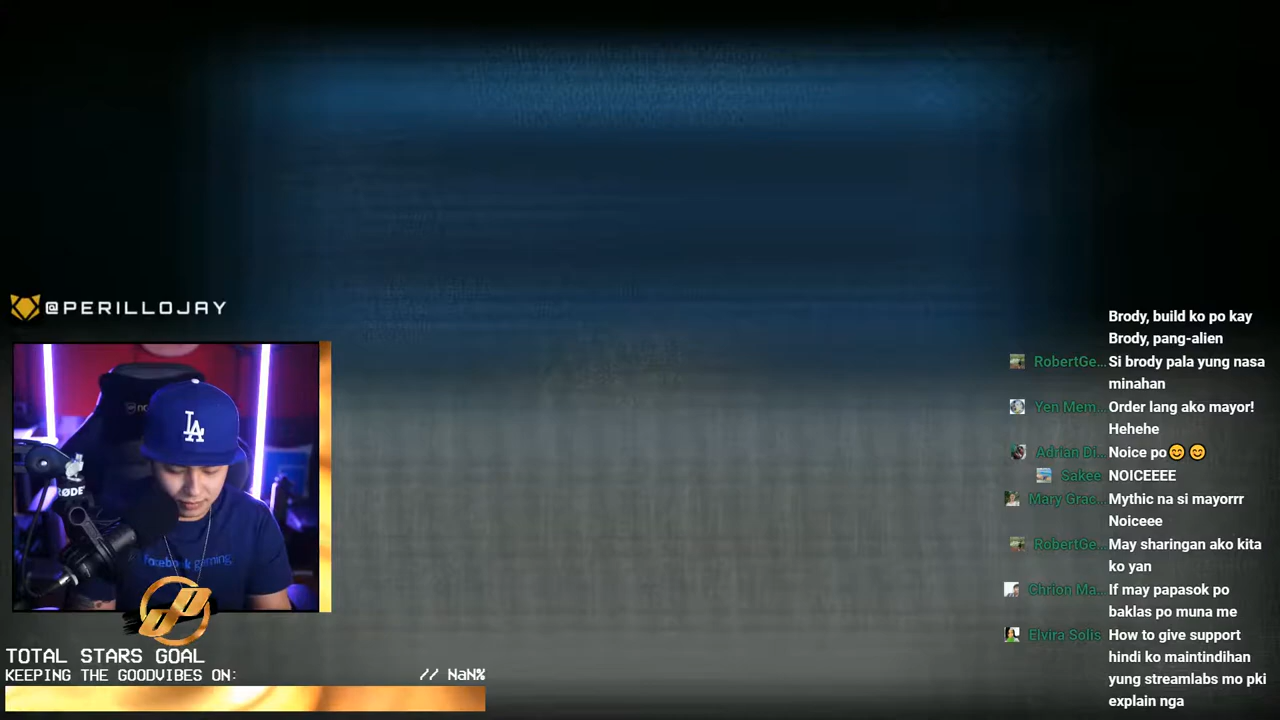 @PERILLOJAY
LA
RØDE
facebook gaming.
TOTAL STARS GOAL
KEEPING THE GOODVIBES ON:
// NaN%
Brody, build ko po kay
Brody, pang-alien
RobertGe... Si brody pala yung nasa
minahan
Yen Mem... Order lang ako mayor!
Hehehe
Adrian Di... Noice po😊 😊
Sakee NOICEEEE
Mary Grac... Mythic na si mayorrr
Noiceee
RobertGe... May sharingan ako kita
ko yan
Chrion Ma... If may papasok po
baklas po muna me
Elvira Solis How to give support
hindi ko maintindihan
yung streamlabs mo pki
explain nga